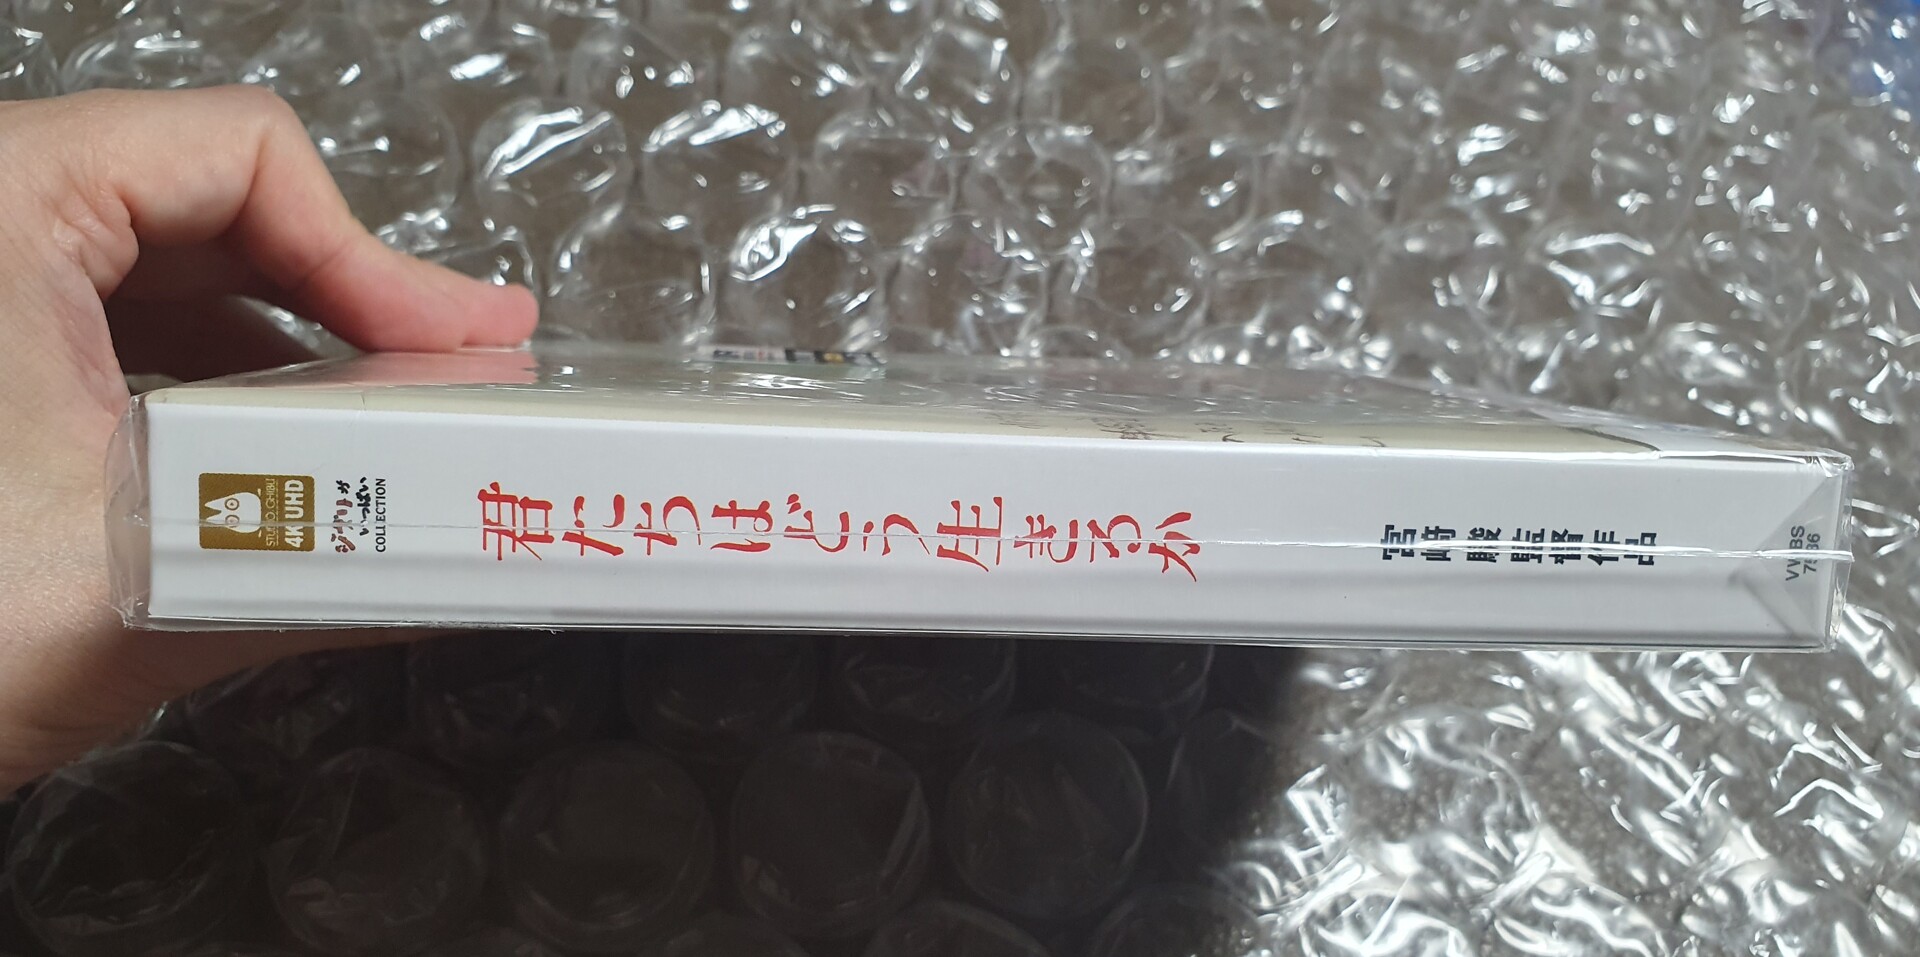 STUDIO GHIBLI
4K UHD
ジブリが
いっぱい
COLLECTION
君たちはどう生きるか
宮﨑駿監督作品
VWBS
7536